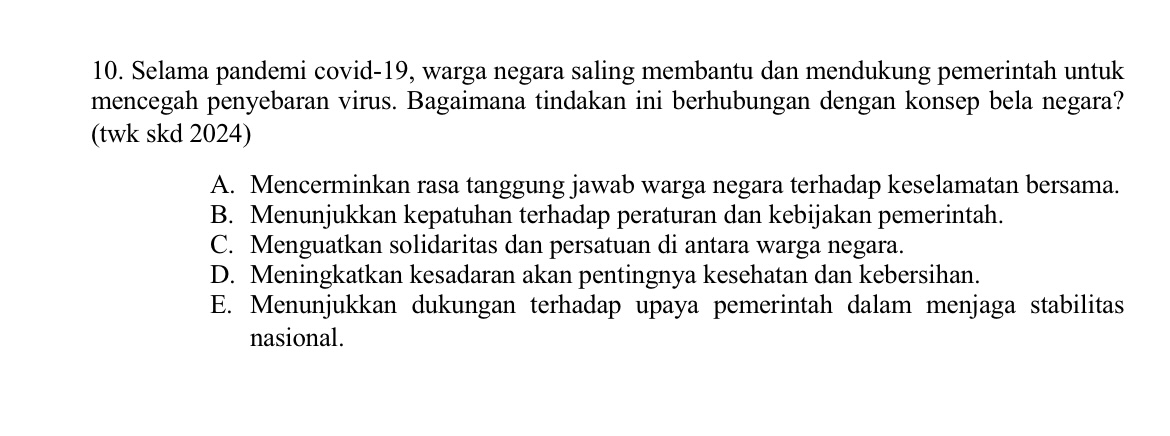 10. Selama pandemi covid-19, warga negara saling membantu dan mendukung pemerintah untuk
mencegah penyebaran virus. Bagaimana tindakan ini berhubungan dengan konsep bela negara?
(twk skd 2024)
A. Mencerminkan rasa tanggung jawab warga negara terhadap keselamatan bersama.
B. Menunjukkan kepatuhan terhadap peraturan dan kebijakan pemerintah.
C. Menguatkan solidaritas dan persatuan di antara warga negara.
D. Meningkatkan kesadaran akan pentingnya kesehatan dan kebersihan.
E. Menunjukkan dukungan terhadap upaya pemerintah dalam menjaga stabilitas
nasional.